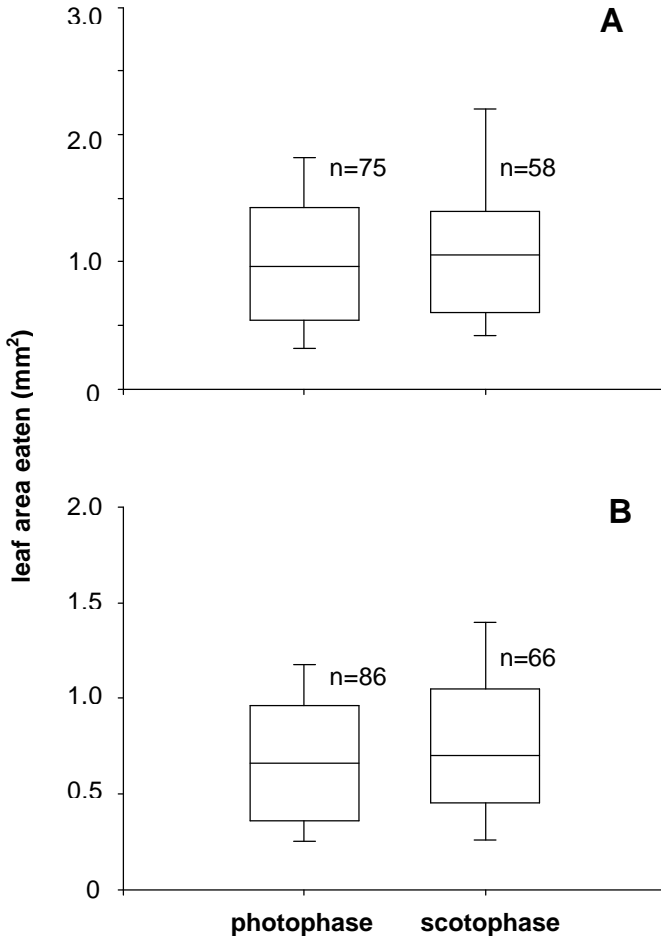 leaf area eaten (mm²)
3.0
A
2.0
n=75
n=58
1.0
0
2.0
B
1.5
n=66
n=86
1.0
0.5
0
photophase scotophase